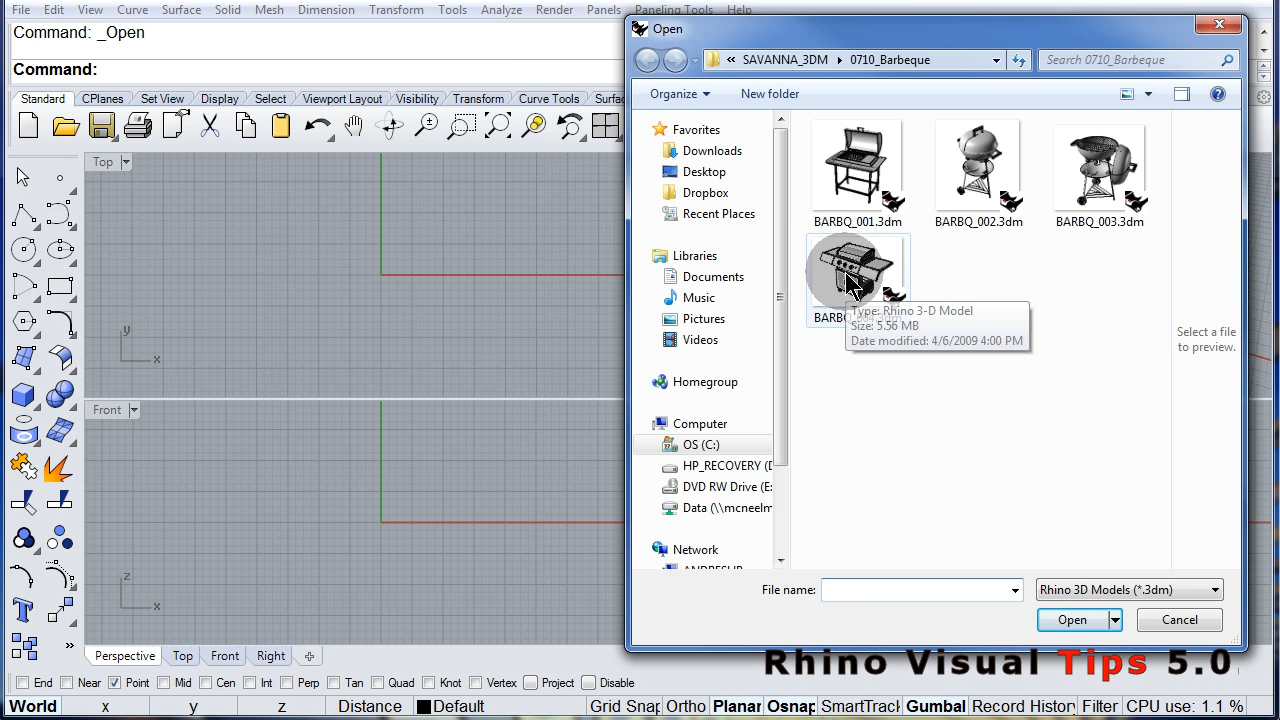 File Edit View Curve Surface Solid Mesh Dimension Transform Tools Analyze Render Panels Paneling Tools Help
Command: _Open
Command:
Standard CPlanes Set View Display Select Viewport Layout Visibility Transform Curve Tools Surfa
Top
y
x
Front
z
x
Perspective Top Front Right
End Near Point Mid Cen Int Perp Tan Quad Knot Vertex Project Disable
World x y z Distance Default Grid Snap Ortho Planar Osnap SmartTrack Gumbal Record History Filter CPU use: 1.1 %
Open
« SAVANNA_3DM 0710_Barbeque
Search 0710_Barbeque
Organize New folder
Favorites
Downloads
Desktop
Dropbox
Recent Places
Libraries
Documents
Music
Pictures
Videos
Homegroup
Computer
OS (C:)
HP_RECOVERY (D
DVD RW Drive (E:
Data (\\mcneelm
Network
BARBQ_001.3dm BARBQ_002.3dm BARBQ_003.3dm
Type: Rhino 3-D Model
Size: 5.56 MB
Date modified: 4/6/2009 4:00 PM
Select a file
to preview.
File name: Rhino 3D Models (*.3dm)
Open Cancel
Rhino Visual Tips 5.0